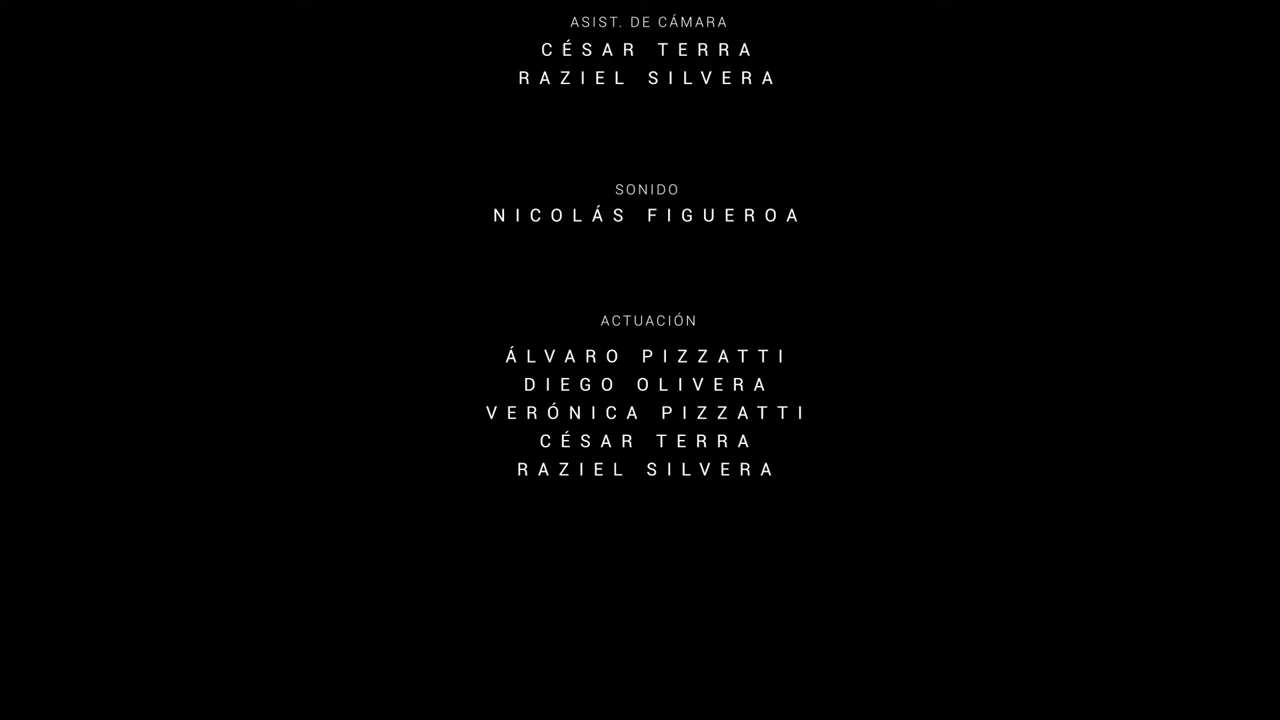 ASIST. DE CÁMARA
CÉSAR TERRA
RAZIEL SILVERA
SONIDO
NICOLÁS FIGUEROA
ACTUACIÓN
ÁLVARO PIZZATTI
DIEGO OLIVERA
VERÓNICA PIZZATTI
CÉSAR TERRA
RAZIEL SILVERA